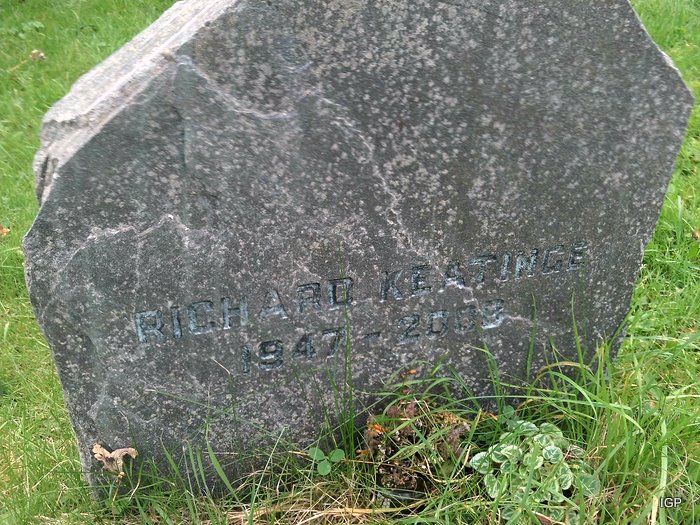 RICHARD KEATINGE
1947 - 2008
IGP